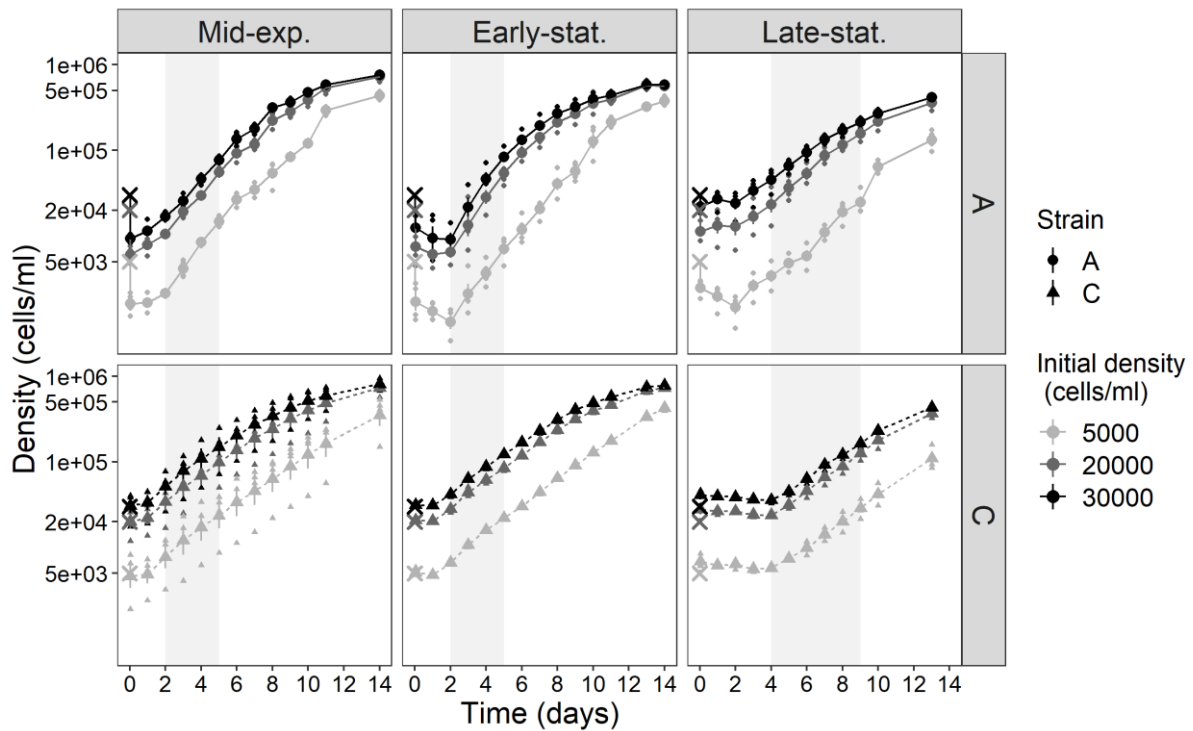 Mid-exp.
Early-stat.
Late-stat.
Density (cells/ml)
1e+06
5e+05
1e+05
2e+04
5e+03
A
Density (cells/ml)
1e+06
5e+05
1e+05
2e+04
5e+03
C
0 2 4 6 8 10 12 14
0 2 4 6 8 10 12 14
0 2 4 6 8 10 12 14
Time (days)
Strain
A
C
Initial density
(cells/ml)
5000
20000
30000